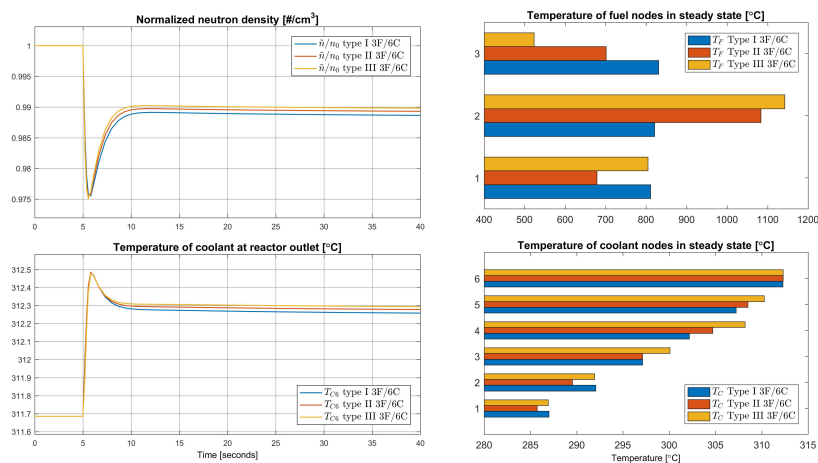 Normalized neutron density [#/cm³]
ñ/n₀ type I 3F/6C
ñ/n₀ type II 3F/6C
ñ/n₀ type III 3F/6C
1
0.995
0.99
0.985
0.98
0.975
0 5 10 15 20 25 30 35 40
Temperature of coolant at reactor outlet [°C]
312.5
312.4
312.3
312.2
312.1
312
311.9
311.8
311.7
311.6
T_C6 type I 3F/6C
T_C6 type II 3F/6C
T_C6 type III 3F/6C
0 5 10 15 20 25 30 35 40
Time [seconds]
Temperature of fuel nodes in steady state [°C]
T_F Type I 3F/6C
T_F Type II 3F/6C
T_F Type III 3F/6C
3
2
1
400 500 600 700 800 900 1000 1100 1200
Temperature of coolant nodes in steady state [°C]
6
5
4
3
2
1
T_C Type I 3F/6C
T_C Type II 3F/6C
T_C Type III 3F/6C
280 285 290 295 300 305 310 315
Temperature [°C]